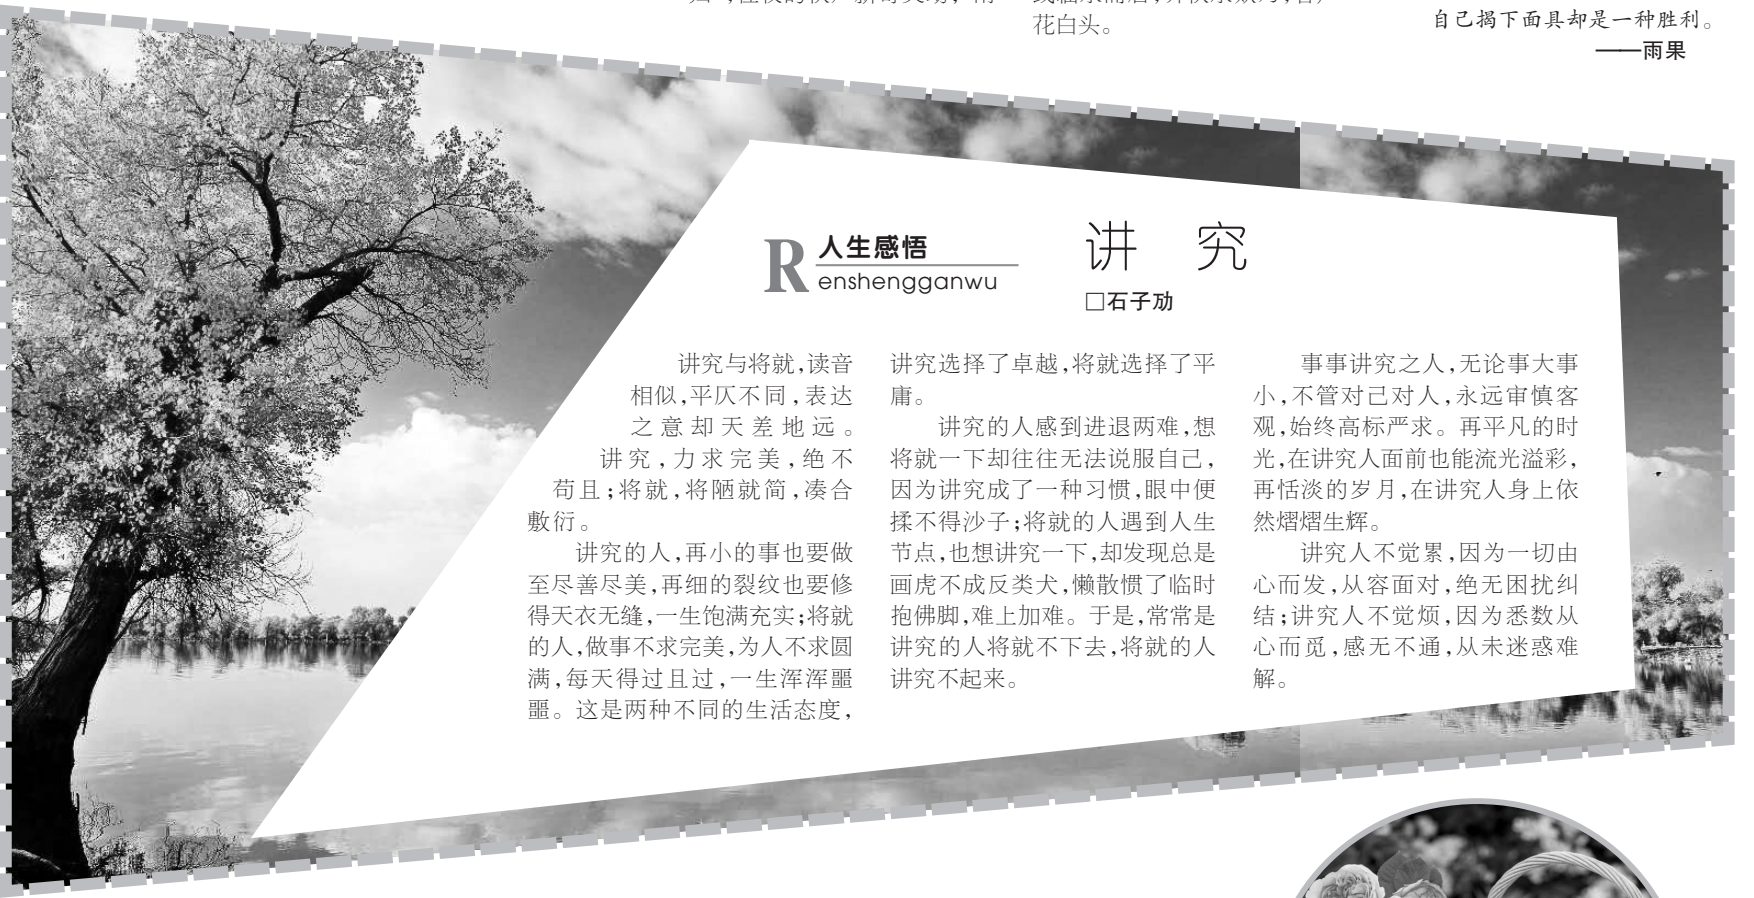 花白头。
自己揭下面具却是一种胜利。
——雨果
R人生感悟
enshengganwu
讲 究
□石子劝
讲究与将就,读音
相似,平仄不同,表达
之意却天差地远。
讲究,力求完美,绝不
苟且;将就,将陋就简,凑合
敷衍。
讲究的人,再小的事也要做
至尽善尽美,再细的裂纹也要修
得天衣无缝,一生饱满充实;将就
的人,做事不求完美,为人不求圆
满,每天得过且过,一生浑浑噩
噩。这是两种不同的生活态度,
讲究选择了卓越,将就选择了平
庸。
讲究的人感到进退两难,想
将就一下却往往无法说服自己,
因为讲究成了一种习惯,眼中便
揉不得沙子;将就的人遇到人生
节点,也想讲究一下,却发现总是
画虎不成反类犬,懒散惯了临时
抱佛脚,难上加难。于是,常常是
讲究的人将就不下去,将就的人
讲究不起来。
事事讲究之人,无论事大事
小,不管对己对人,永远审慎客
观,始终高标严求。再平凡的时
光,在讲究人面前也能流光溢彩,
再恬淡的岁月,在讲究人身上依
然熠熠生辉。
讲究人不觉累,因为一切由
心而发,从容面对,绝无困扰纠
结;讲究人不觉烦,因为悉数从
心而觅,感无不通,从未迷惑难
解。